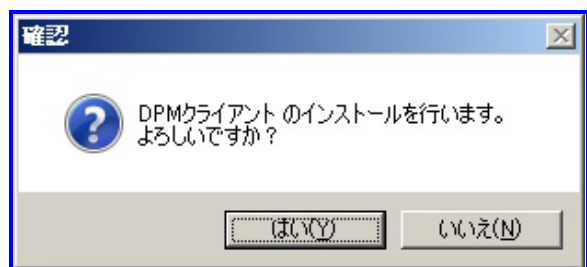 確認
DPMクライアント のインストールを行います。
よろしいですか？
はい(Y)
いいえ(N)